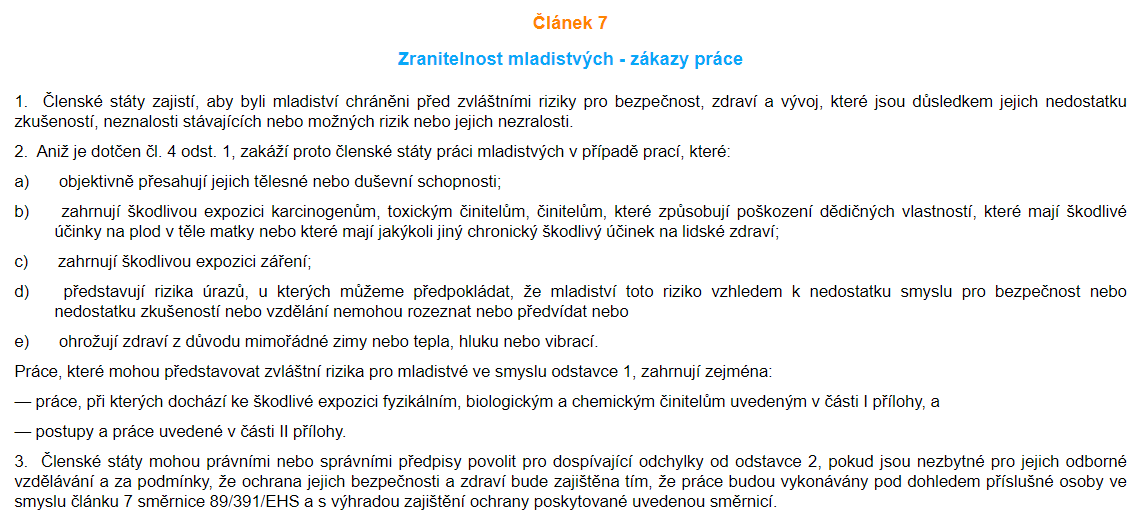 Článek 7
Zranitelnost mladistvých - zákazy práce
1. Členské státy zajistí, aby byli mladiství chráněni před zvláštními riziky pro bezpečnost, zdraví a vývoj, které jsou důsledkem jejich nedostatku
zkušeností, neznalosti stávajících nebo možných rizik nebo jejich nezralosti.
2. Aniž je dotčen čl. 4 odst. 1, zakáží proto členské státy práci mladistvých v případě prací, které:
a) objektivně přesahují jejich tělesné nebo duševní schopnosti;
b) zahrnují škodlivou expozici karcinogenům, toxickým činitelům, činitelům, které způsobují poškození dědičných vlastností, které mají škodlivé
účinky na plod v těle matky nebo které mají jakýkoli jiný chronický škodlivý účinek na lidské zdraví;
c) zahrnují škodlivou expozici záření;
d) představují rizika úrazů, u kterých můžeme předpokládat, že mladiství toto riziko vzhledem k nedostatku smyslu pro bezpečnost nebo
nedostatku zkušeností nebo vzdělání nemohou rozeznat nebo předvídat nebo
e) ohrožují zdraví z důvodu mimořádné zimy nebo tepla, hluku nebo vibrací.
Práce, které mohou představovat zvláštní rizika pro mladistvé ve smyslu odstavce 1, zahrnují zejména:
— práce, při kterých dochází ke škodlivé expozici fyzikálním, biologickým a chemickým činitelům uvedeným v části I přílohy, a
— postupy a práce uvedené v části II přílohy.
3. Členské státy mohou právními nebo správními předpisy povolit pro dospívající odchylky od odstavce 2, pokud jsou nezbytné pro jejich odborné
vzdělávání a za podmínky, že ochrana jejich bezpečnosti a zdraví bude zajištěna tím, že práce budou vykonávány pod dohledem příslušné osoby ve
smyslu článku 7 směrnice 89/391/EHS a s výhradou zajištění ochrany poskytované uvedenou směrnicí.